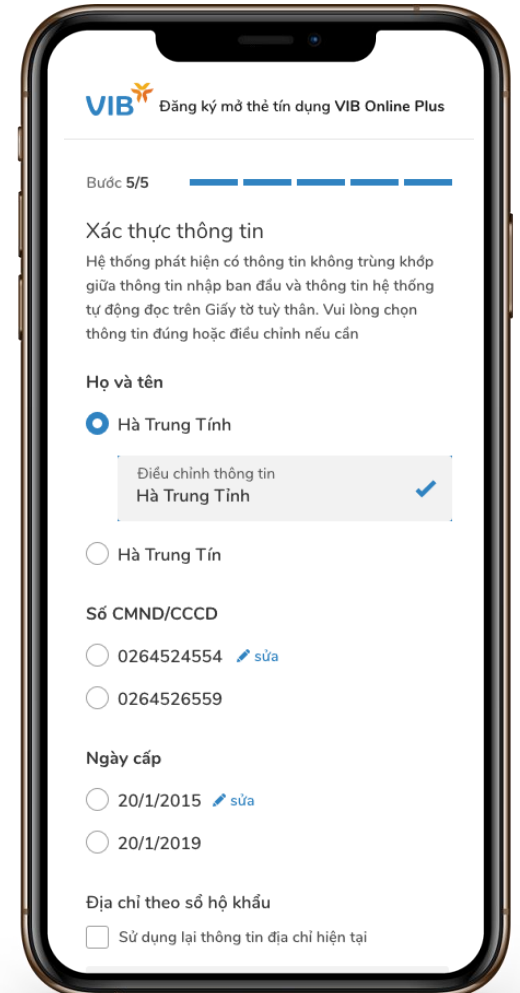 VIB Đăng ký mở thẻ tín dụng VIB Online Plus
Bước 5/5
Xác thực thông tin
Hệ thống phát hiện có thông tin không trùng khớp
giữa thông tin nhập ban đầu và thông tin hệ thống
tự động đọc trên Giấy tờ tuỳ thân. Vui lòng chọn
thông tin đúng hoặc điều chỉnh nếu cần
Họ và tên
Hà Trung Tính
Điều chỉnh thông tin
Hà Trung Tỉnh
Hà Trung Tín
Số CMND/CCCD
0264524554 sửa
0264526559
Ngày cấp
20/1/2015 sửa
20/1/2019
Địa chỉ theo sổ hộ khẩu
Sử dụng lại thông tin địa chỉ hiện tại